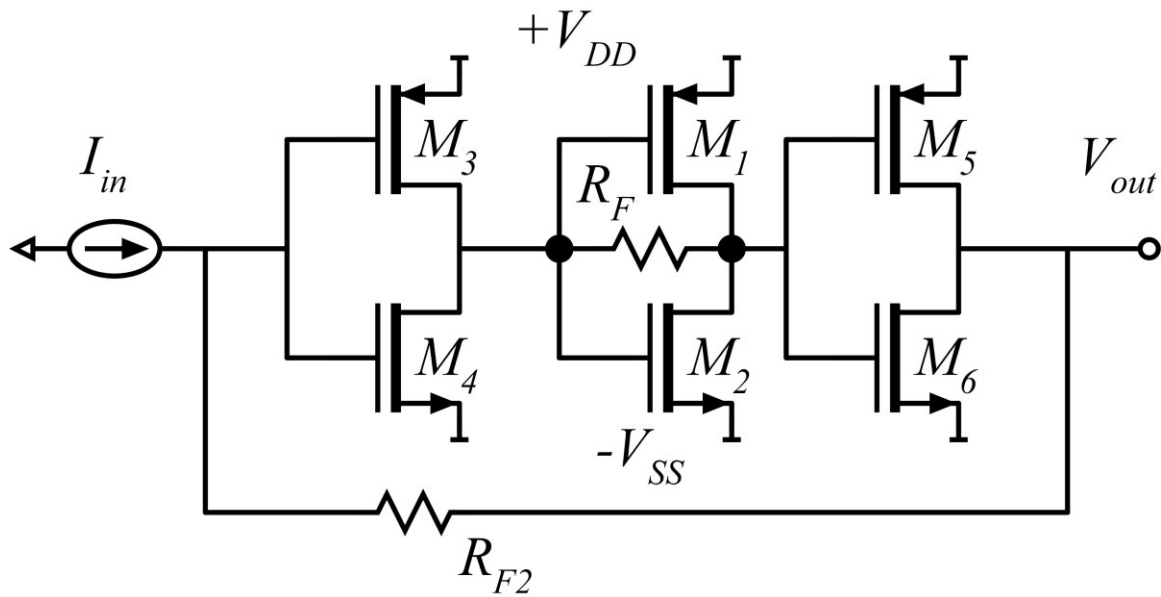 +V_DD
M_3
M_1
M_5
I_in
R_F
V_out
M_4
M_2
M_6
-V_SS
R_F2